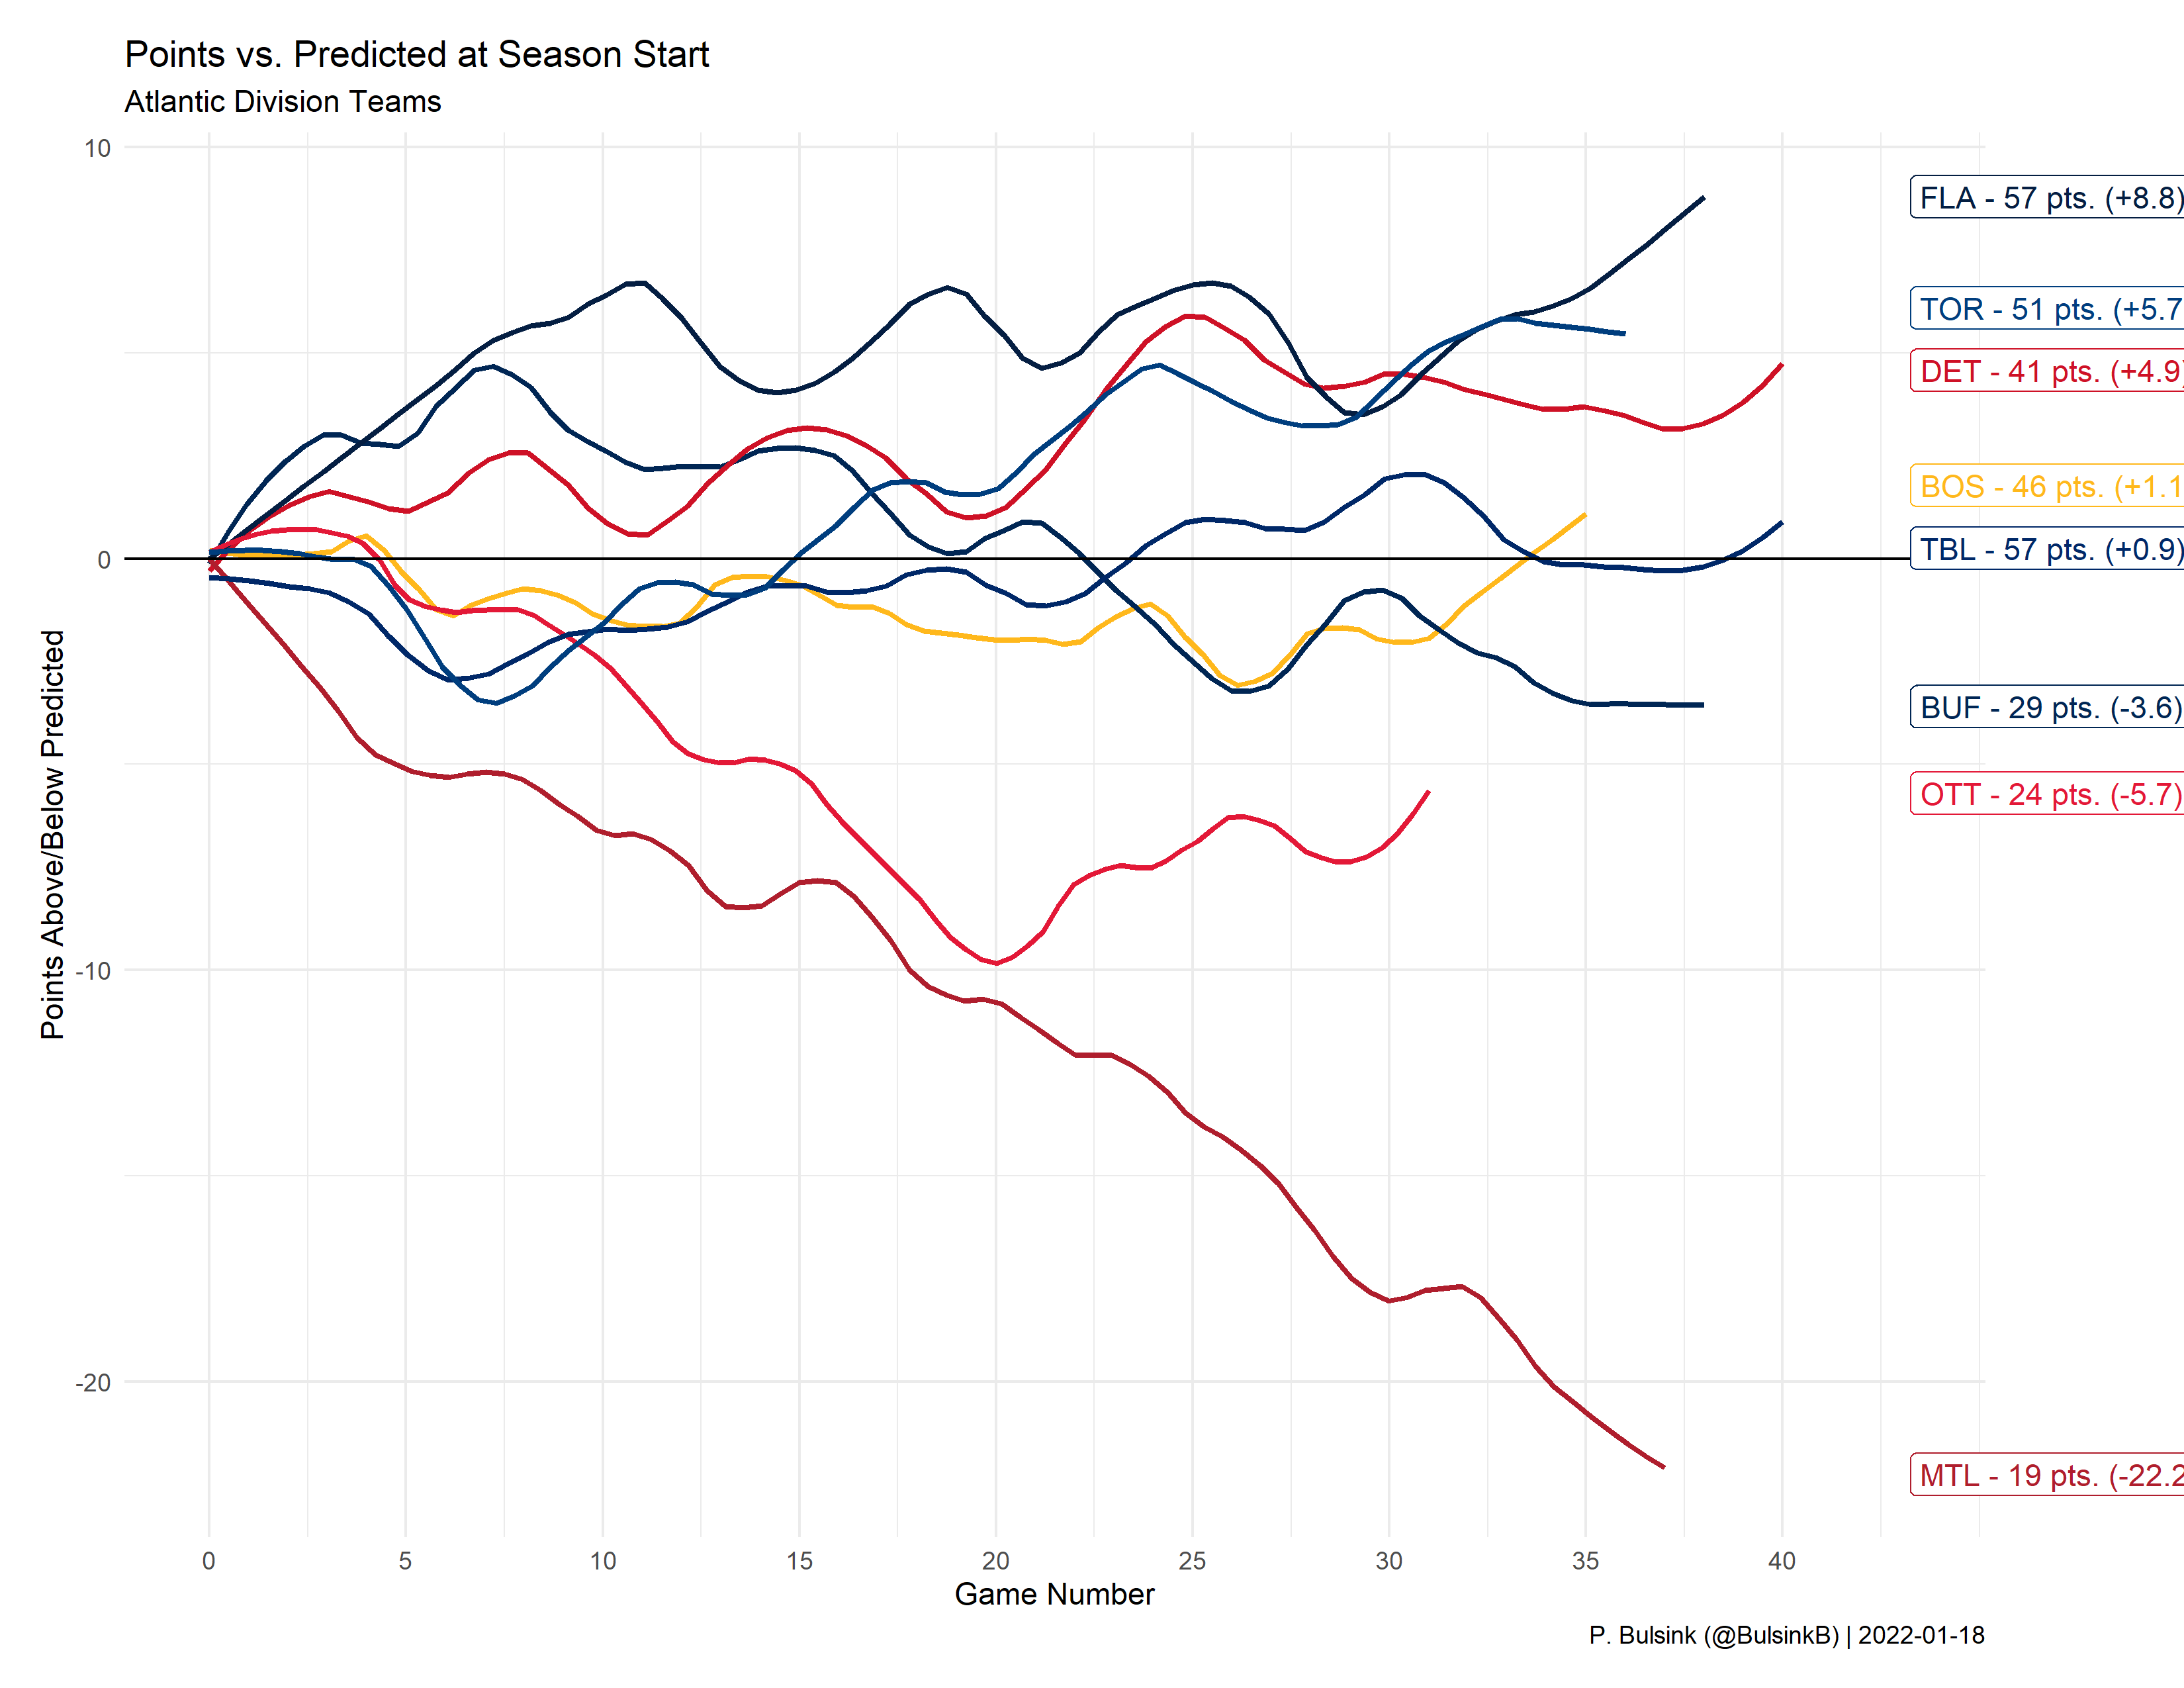 Points vs. Predicted at Season Start
Atlantic Division Teams
Points Above/Below Predicted
10
0
-10
-20
FLA - 57 pts. (+8.8)
TOR - 51 pts. (+5.7
DET - 41 pts. (+4.9)
BOS - 46 pts. (+1.1
TBL - 57 pts. (+0.9)
BUF - 29 pts. (-3.6)
OTT - 24 pts. (-5.7)
MTL - 19 pts. (-22.2
0 5 10 15 20 25 30 35 40
Game Number
P. Bulsink (@BulsinkB) | 2022-01-18